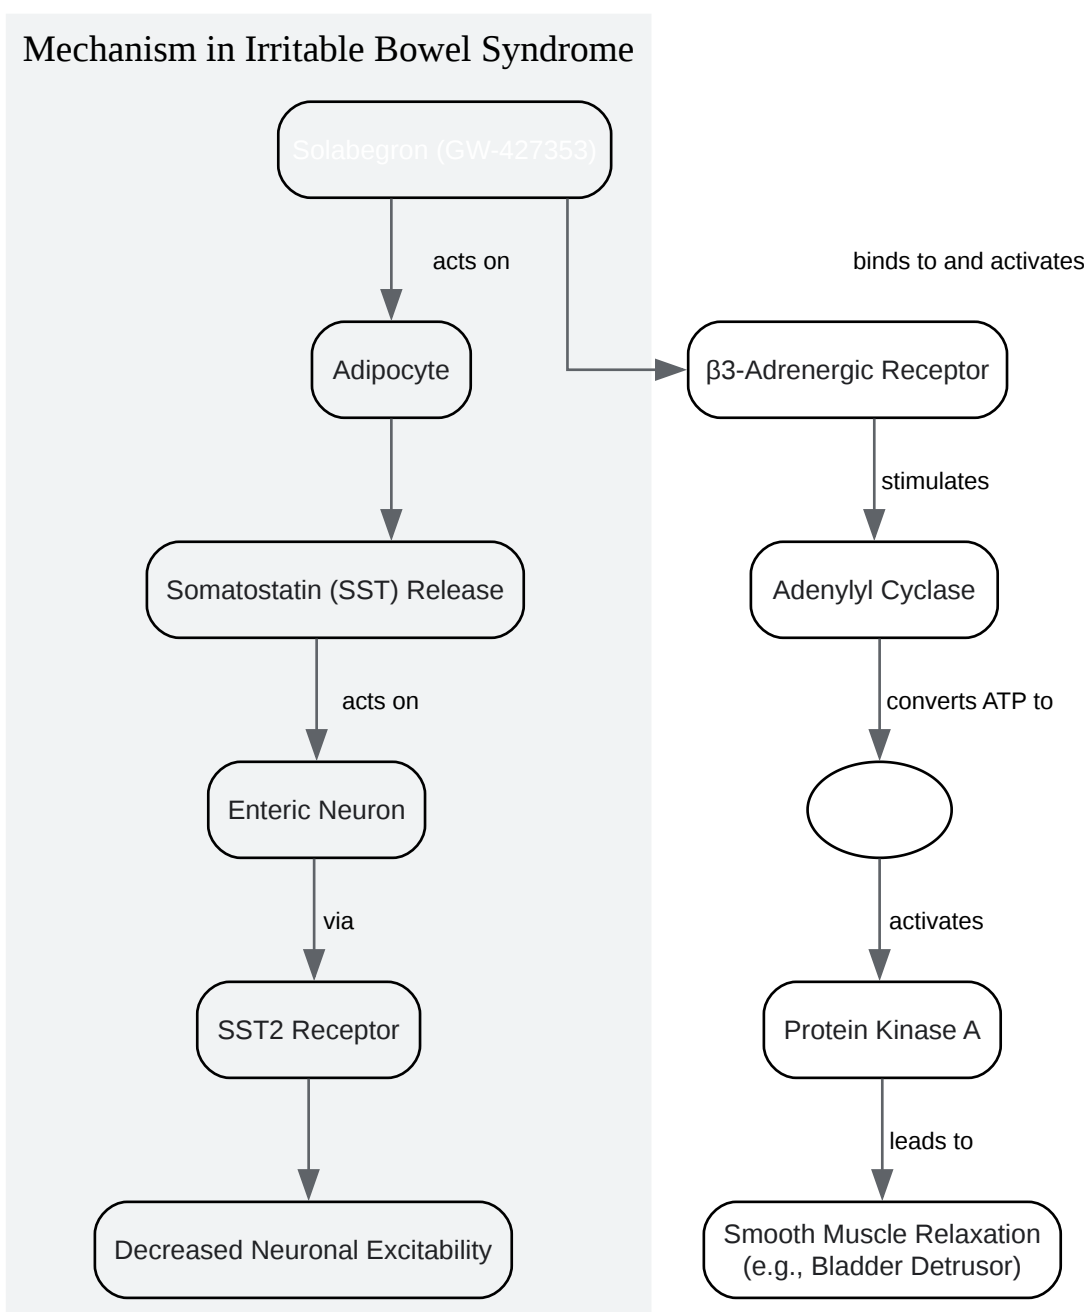 Mechanism in Irritable Bowel Syndrome
Solabegron (GW-427353)
acts on
binds to and activates
Adipocyte
β3-Adrenergic Receptor
stimulates
Somatostatin (SST) Release
Adenylyl Cyclase
acts on
converts ATP to
Enteric Neuron
via
activates
SST2 Receptor
Protein Kinase A
leads to
Decreased Neuronal Excitability
Smooth Muscle Relaxation
(e.g., Bladder Detrusor)